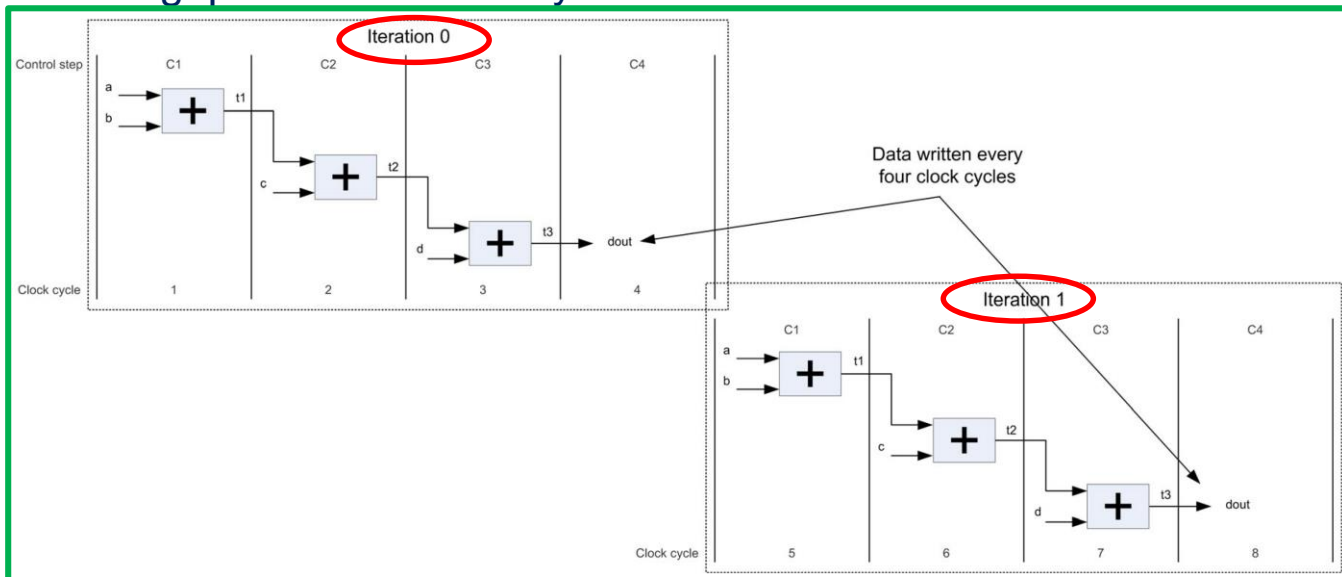 Iteration 0
Control step C1 C2 C3 C4
a
t1
+
b
Data written every
four clock cycles
t2
+
c
t3
+
dout
d
Clock cycle 1 2 3 4
Iteration 1
C1 C2 C3 C4
a
t1
+
b
t2
+
c
t3
+
dout
d
Clock cycle 5 6 7 8